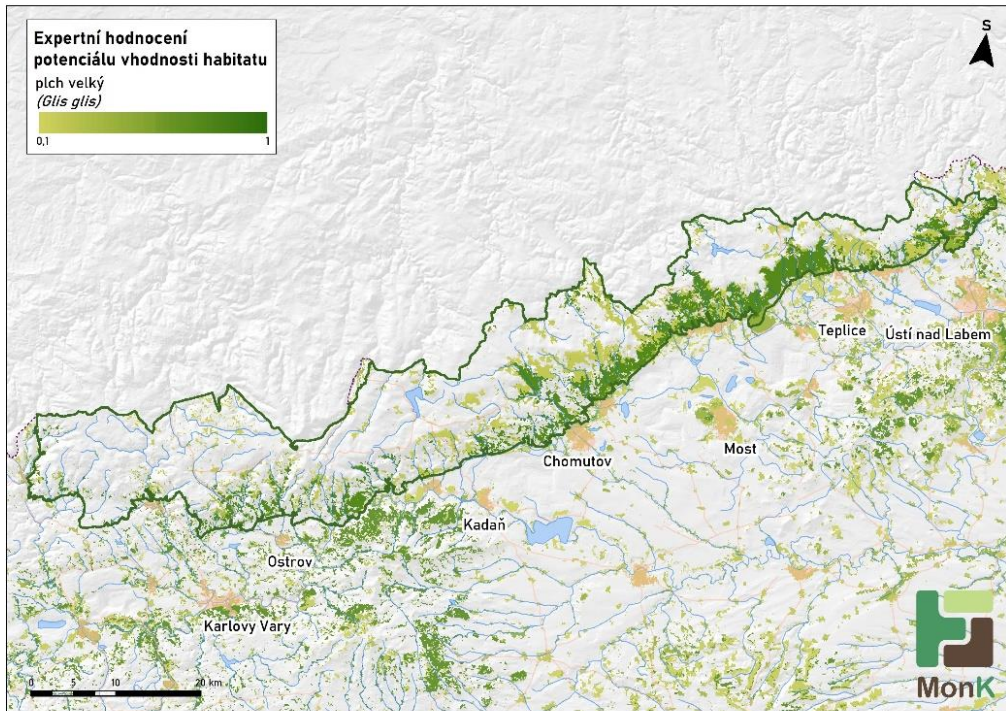 Expertní hodnocení
potenciálu vhodnosti habitatu
plch velký
(Glis glis)
0,1 1
S
Teplice
Ústí nad Labem
Most
Chomutov
Kadaň
Ostrov
Karlovy Vary
0 5 10 20 km
MonK